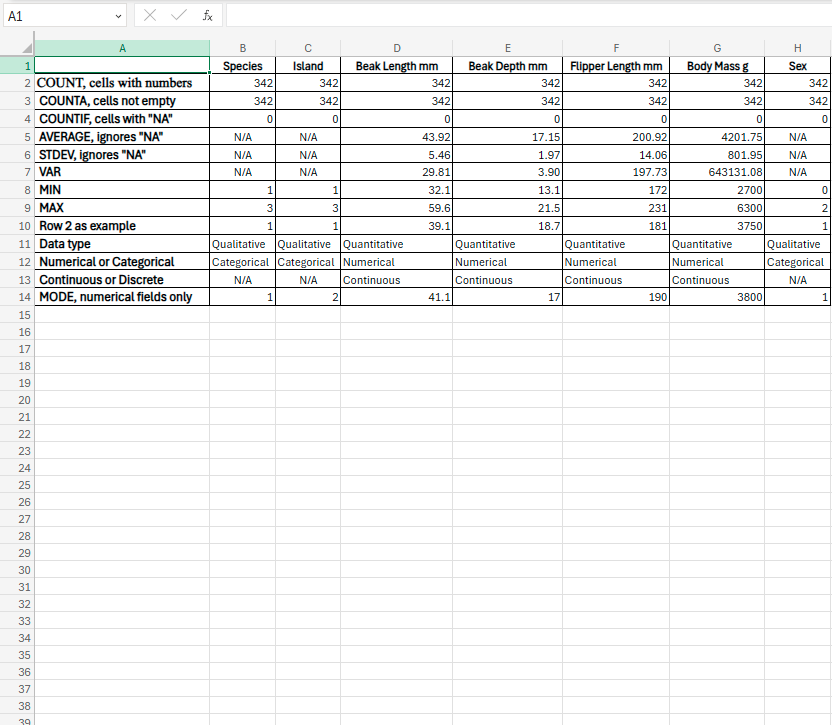 A1 fx
A B C D E F G H
1 Species Island Beak Length mm Beak Depth mm Flipper Length mm Body Mass g Sex
2 COUNT, cells with numbers 342 342 342 342 342 342 342
3 COUNTA, cells not empty 342 342 342 342 342 342 342
4 COUNTIF, cells with "NA" 0 0 0 0 0 0 0
5 AVERAGE, ignores "NA" N/A N/A 43.92 17.15 200.92 4201.75 N/A
6 STDEV, ignores "NA" N/A N/A 5.46 1.97 14.06 801.95 N/A
7 VAR N/A N/A 29.81 3.90 197.73 643131.08 N/A
8 MIN 1 1 32.1 13.1 172 2700 0
9 MAX 3 3 59.6 21.5 231 6300 2
10 Row 2 as example 1 1 39.1 18.7 181 3750 1
11 Data type Qualitative Qualitative Quantitative Quantitative Quantitative Quantitative Qualitative
12 Numerical or Categorical Categorical Categorical Numerical Numerical Numerical Numerical Categorical
13 Continuous or Discrete N/A N/A Continuous Continuous Continuous Continuous N/A
14 MODE, numerical fields only 1 2 41.1 17 190 3800 1
15
16
17
18
19
20
21
22
23
24
25
26
27
28
29
30
31
32
33
34
35
36
37
38
39